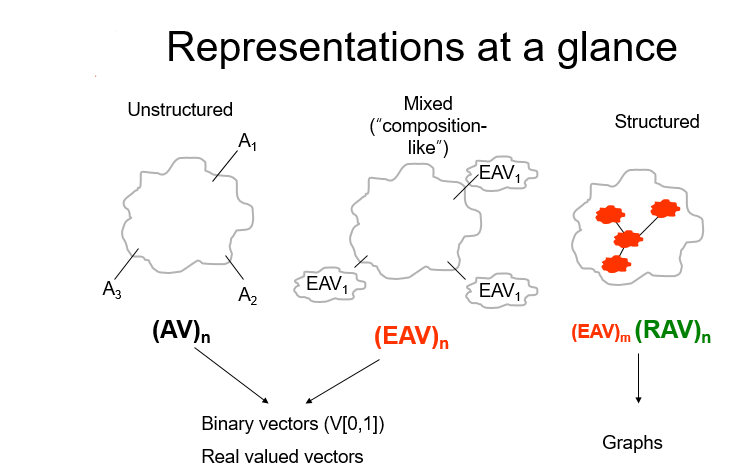 Representations at a glance
Unstructured
Mixed
("composition-
like")
Structured
A1
EAV1
A3
A2
EAV1
EAV1
(AV)n
(EAV)n
(EAV)m (RAV)n
Binary vectors (V[0,1])
Real valued vectors
Graphs